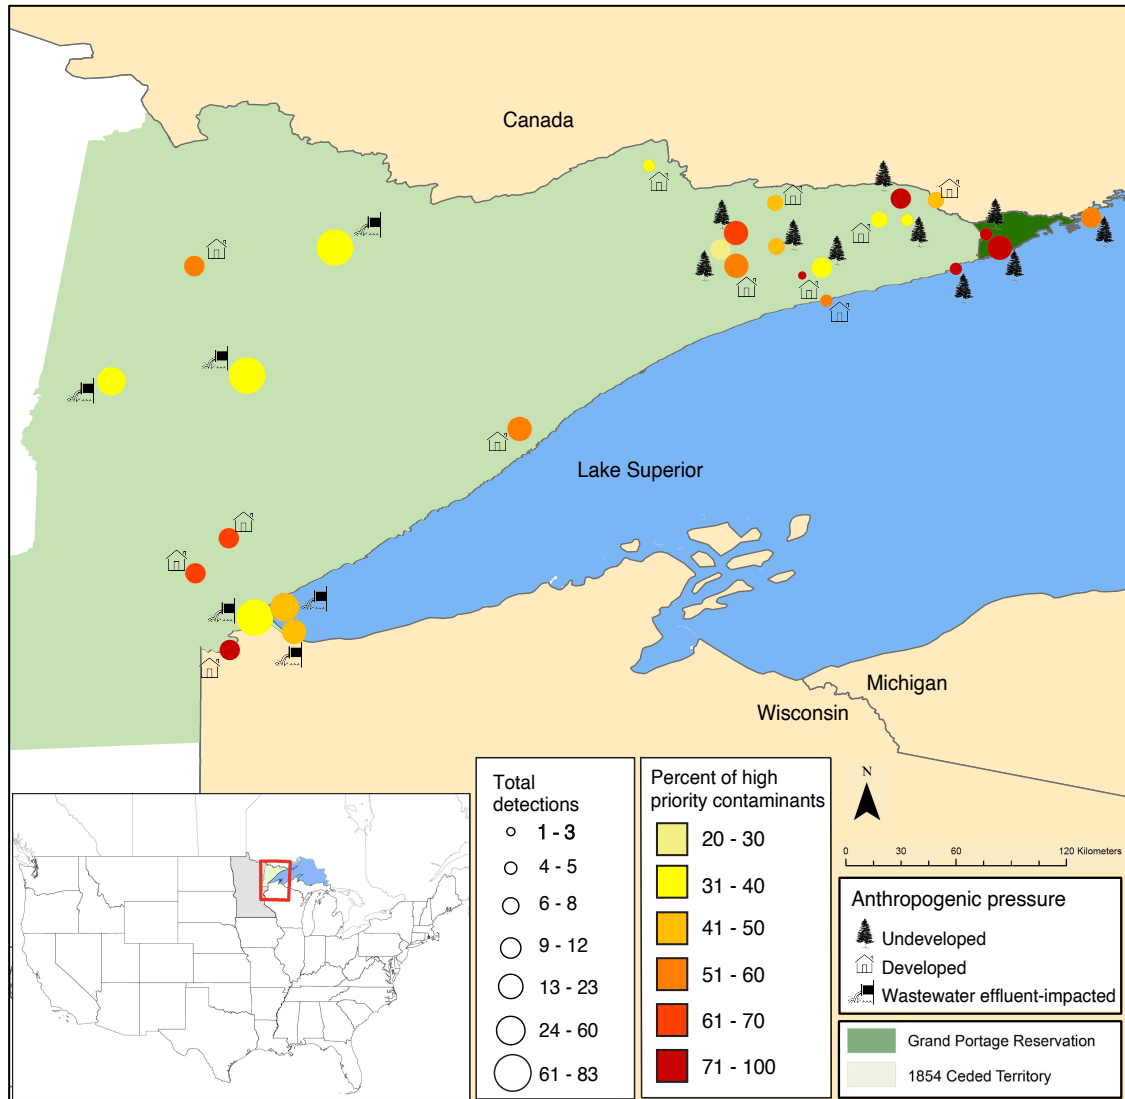 Canada
Lake Superior
Michigan
Wisconsin
Total
detections
1 - 3
4 - 5
6 - 8
9 - 12
13 - 23
24 - 60
61 - 83
Percent of high
priority contaminants
20 - 30
31 - 40
41 - 50
51 - 60
61 - 70
71 - 100
N
0 30 60 120 Kilometers
Anthropogenic pressure
Undeveloped
Developed
Wastewater effluent-impacted
Grand Portage Reservation
1854 Ceded Territory